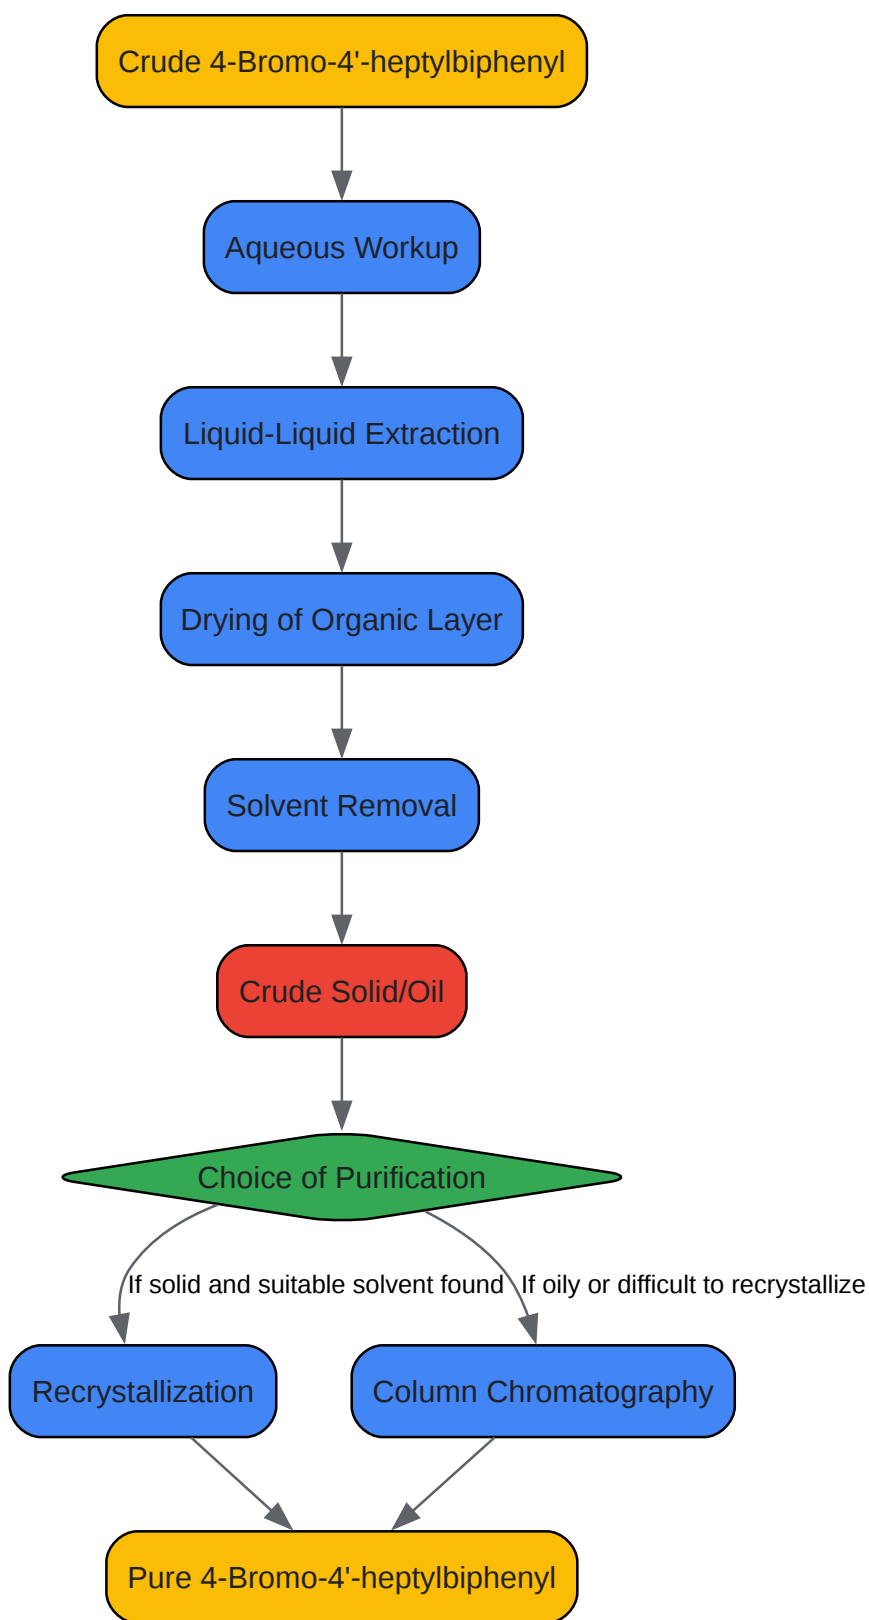 Crude 4-Bromo-4'-heptylbiphenyl
Aqueous Workup
Liquid-Liquid Extraction
Drying of Organic Layer
Solvent Removal
Crude Solid/Oil
Choice of Purification
If solid and suitable solvent found
If oily or difficult to recrystallize
Recrystallization
Column Chromatography
Pure 4-Bromo-4'-heptylbiphenyl